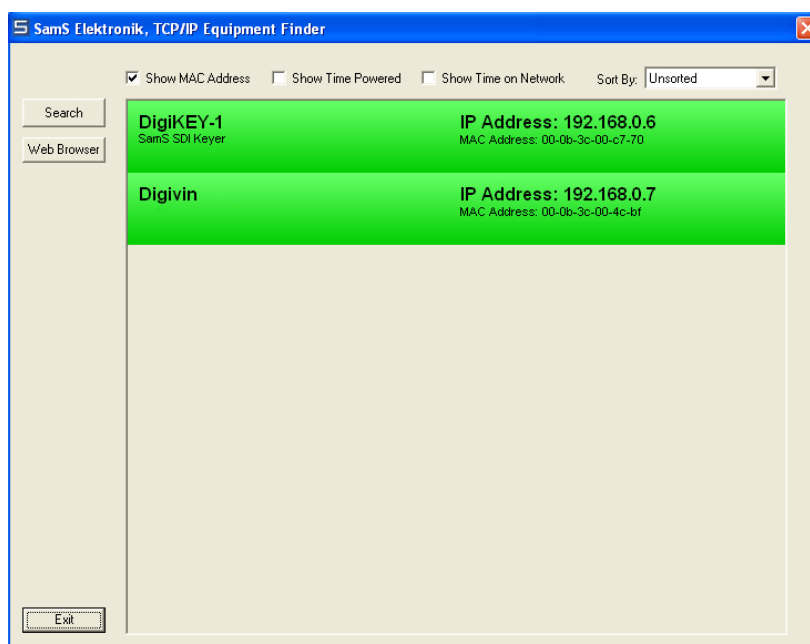 SamS Elektronik, TCP/IP Equipment Finder
Show MAC Address Show Time Powered Show Time on Network Sort By: Unsorted
Search
Web Browser
DigiKEY-1 IP Address: 192.168.0.6
SamS SDI Keyer MAC Address: 00-0b-3c-00-c7-70
Digivin IP Address: 192.168.0.7
MAC Address: 00-0b-3c-00-4c-bf
Exit